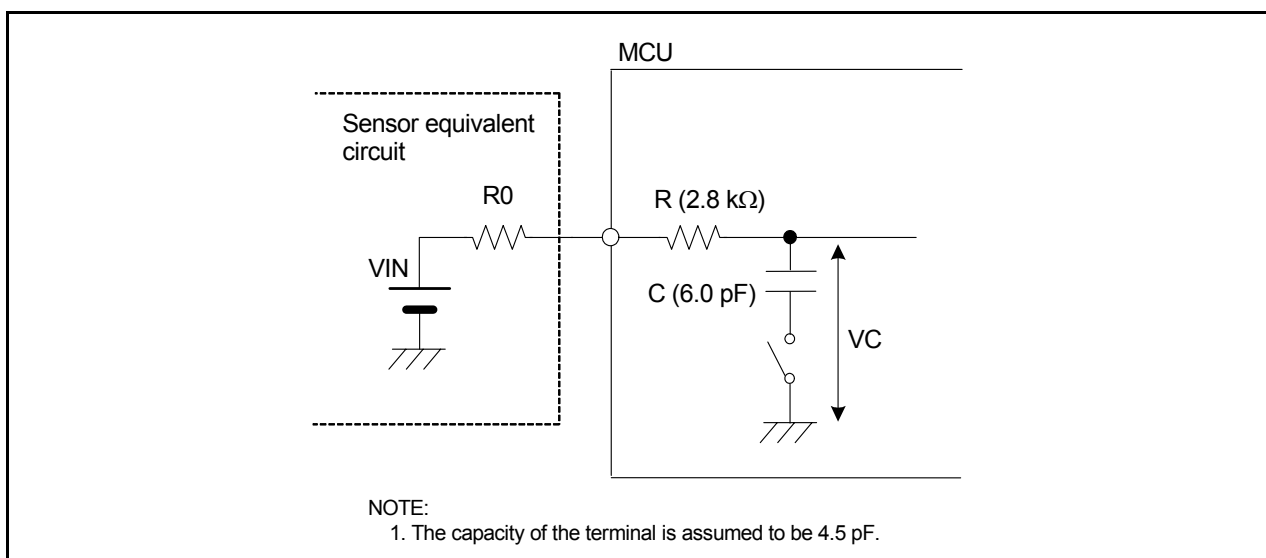 MCU
Sensor equivalent
circuit
R0
R (2.8 kΩ)
VIN
C (6.0 pF)
VC
NOTE:
1. The capacity of the terminal is assumed to be 4.5 pF.